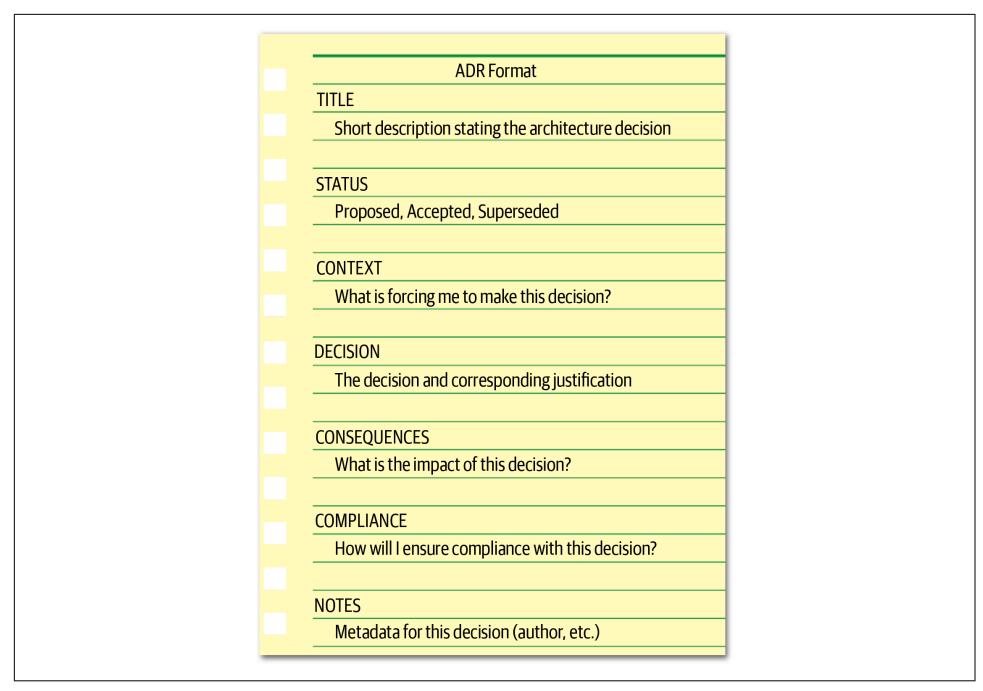 ADR Format
TITLE
Short description stating the architecture decision
STATUS
Proposed, Accepted, Superseded
CONTEXT
What is forcing me to make this decision?
DECISION
The decision and corresponding justification
CONSEQUENCES
What is the impact of this decision?
COMPLIANCE
How will I ensure compliance with this decision?
NOTES
Metadata for this decision (author, etc.)